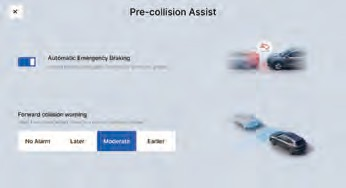 ×
Pre-collision Assist
Automatic Emergency Braking
Forward collision warning
No Alarm
Later
Moderate
Earlier